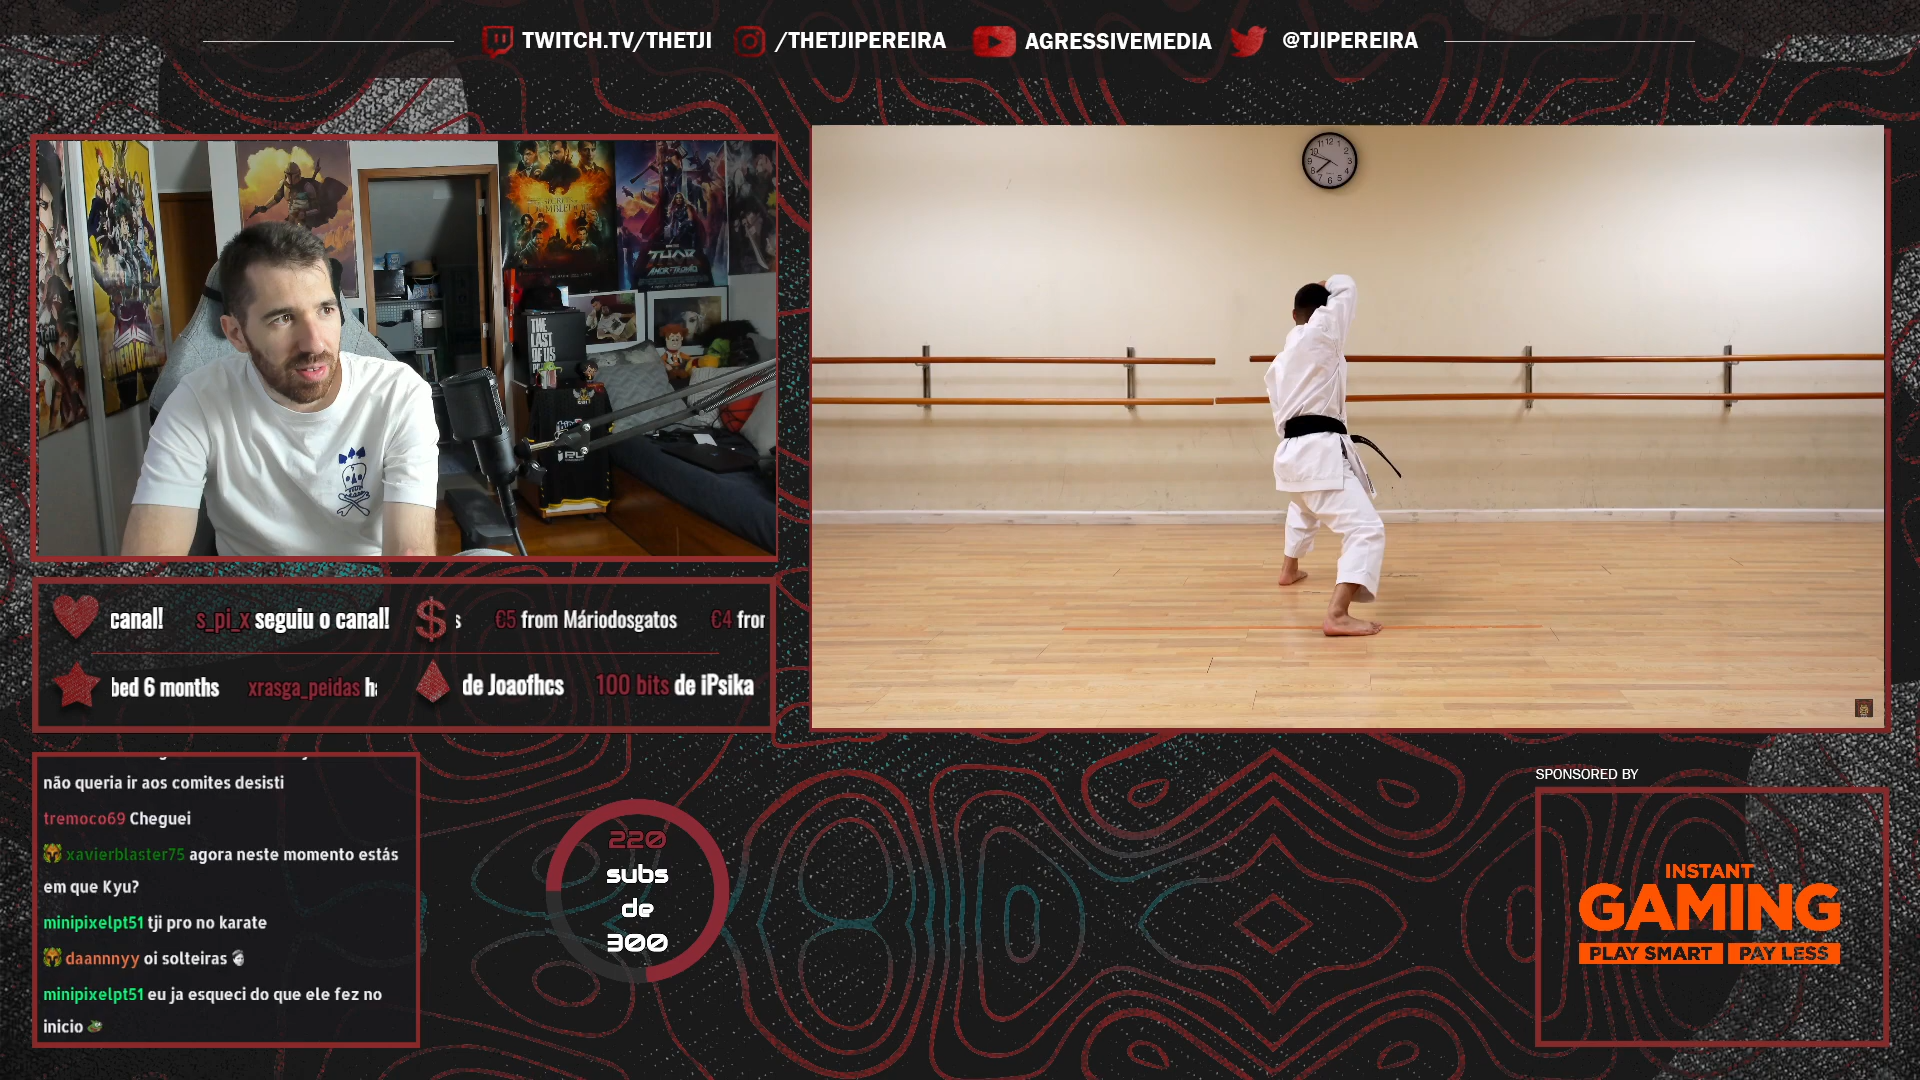 TWITCH.TV/THETJI
/THETJIPEREIRA
AGRESSIVEMEDIA
@TJIPEREIRA
THE
LAST
OF US
canal! s_pi_x seguiu o canal!
s €5 from Máriodosgatos €4 from
bed 6 months xrasga_peidas ha
de Joaofhcs 100 bits de iPsika
não queria ir aos comites desisti
tremoco69 Cheguei
xavierblaster75 agora neste momento estás
em que Kyu?
minipixelpt51 tji pro no karate
daannnyy oi solteiras
minipixelpt51 eu ja esqueci do que ele fez no
inicio
220
subs
de
300
SPONSORED BY
INSTANT
GAMING
PLAY SMART PAY LESS